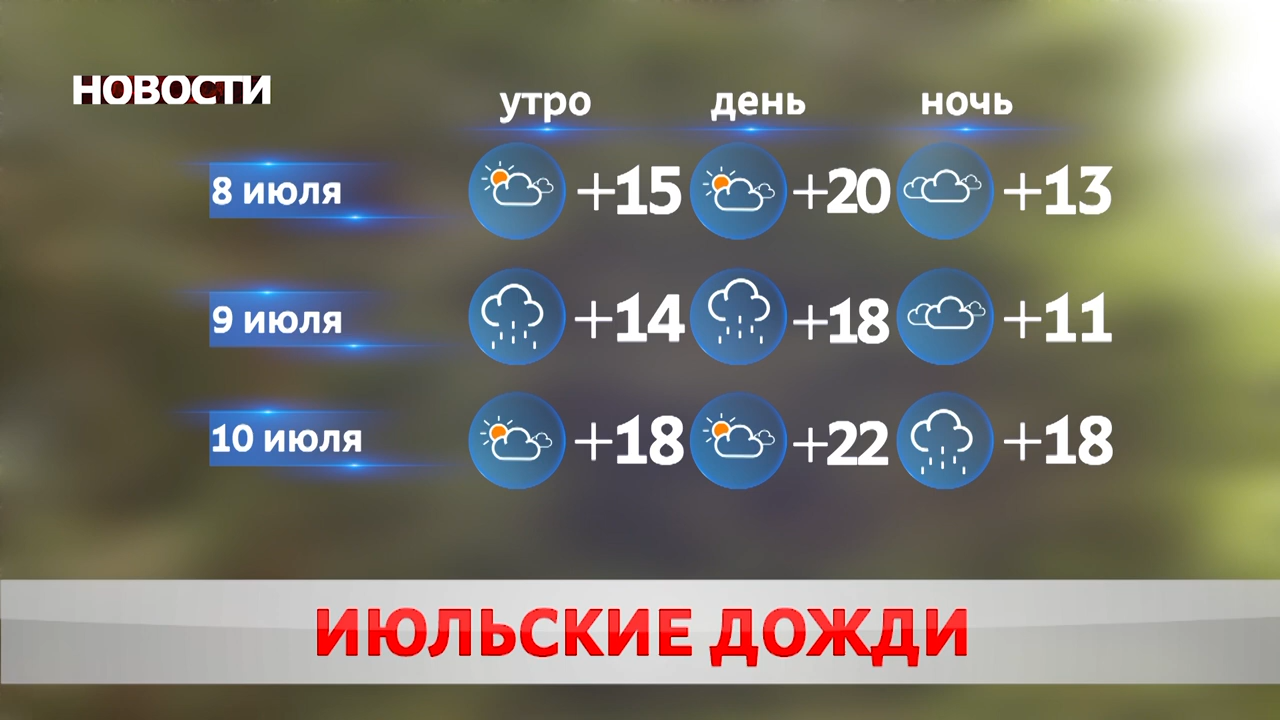 НОВОСТИ
утро день ночь
8 июля +15 +20 +13
9 июля +14 +18 +11
10 июля +18 +22 +18
ИЮЛЬСКИЕ ДОЖДИ